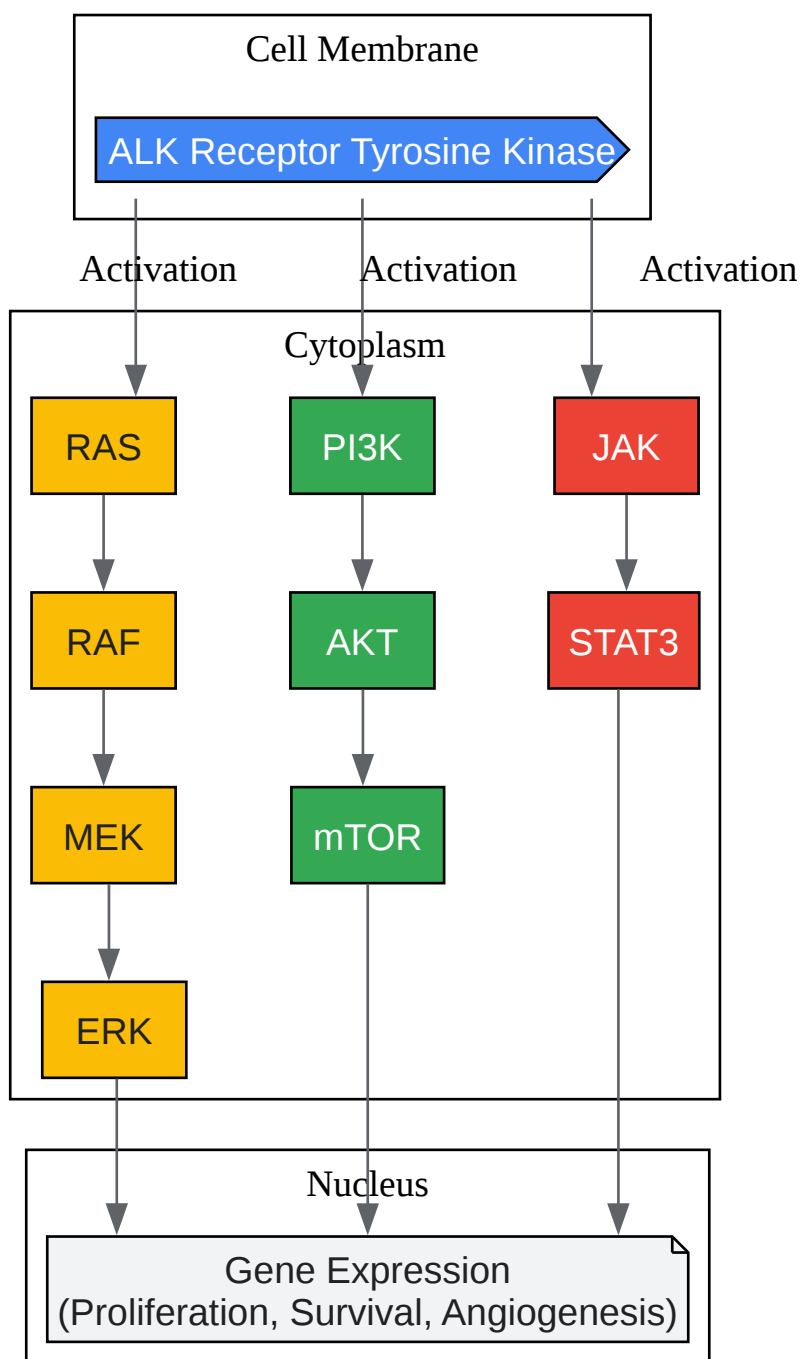 Cell Membrane
ALK Receptor Tyrosine Kinase
Activation Activation Activation
Cytoplasm
RAS PI3K JAK
RAF AKT STAT3
MEK mTOR
ERK
Nucleus
Gene Expression
(Proliferation, Survival, Angiogenesis)